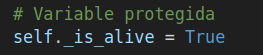 # Variable protegida
self._is_alive = True